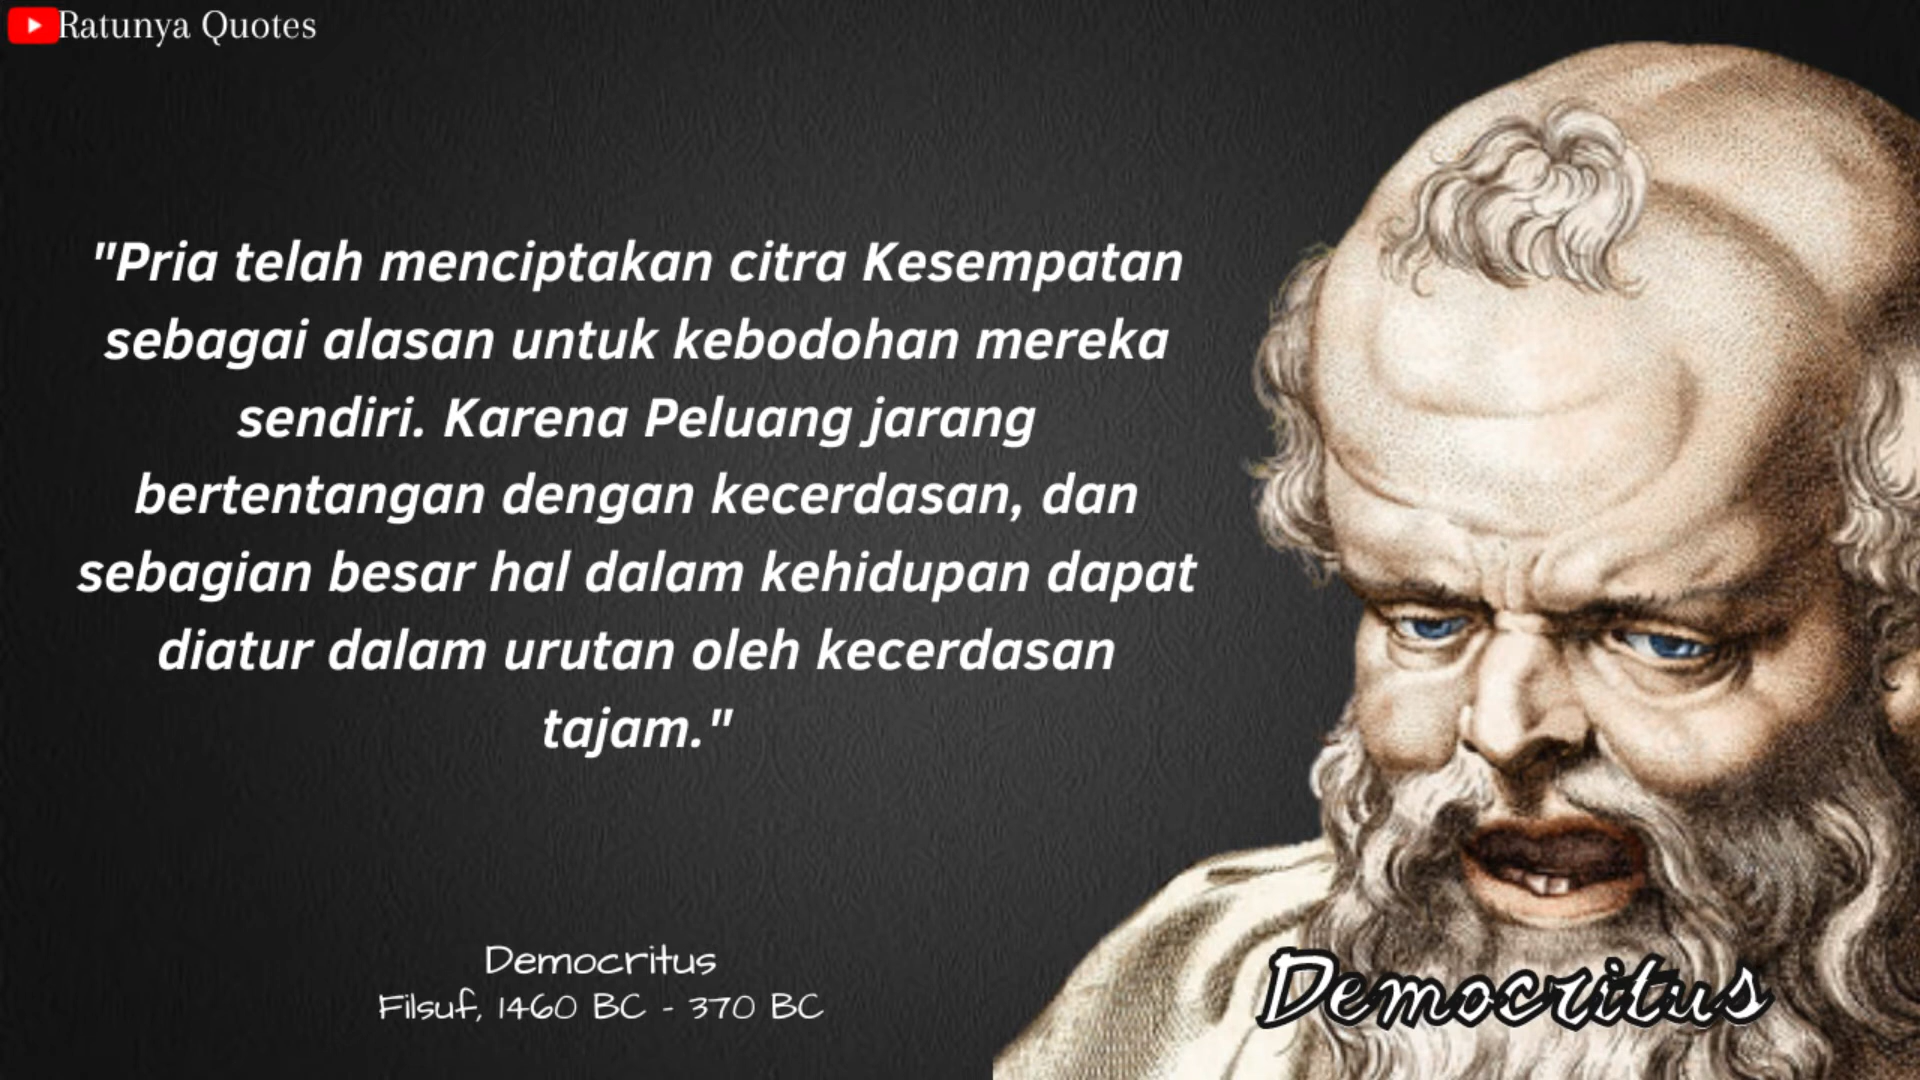 Ratunya Quotes
"Pria telah menciptakan citra Kesempatan
sebagai alasan untuk kebodohan mereka
sendiri. Karena Peluang jarang
bertentangan dengan kecerdasan, dan
sebagian besar hal dalam kehidupan dapat
diatur dalam urutan oleh kecerdasan
tajam."
Democritus
Filsuf, 1460 BC - 370 BC
Democritus